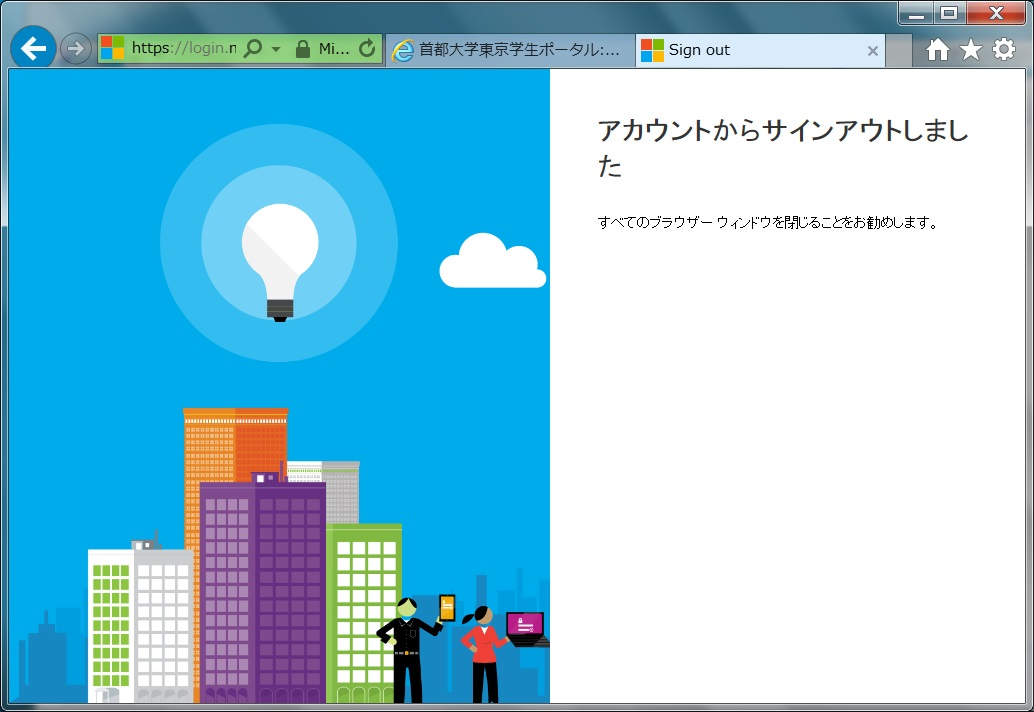 https://login.n
Mi...
首都大学東京学生ポータル:...
Sign out
アカウントからサインアウトしまし
た
すべてのブラウザー ウィンドウを閉じることをお勧めします。